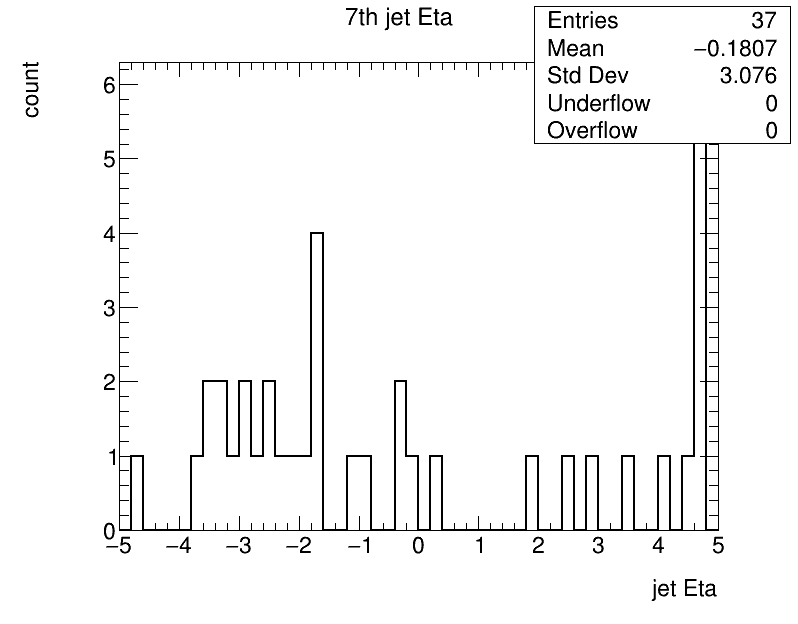 7th jet Eta
Entries 37
Mean −0.1807
Std Dev 3.076
Underflow 0
Overflow 0
count
6
5
4
3
2
1
0
−5 −4 −3 −2 −1 0 1 2 3 4 5
jet Eta